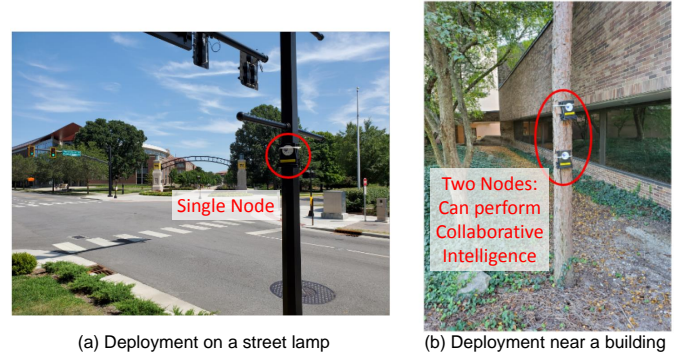 Single Node
Two Nodes:
Can perform
Collaborative
Intelligence
(a) Deployment on a street lamp
(b) Deployment near a building